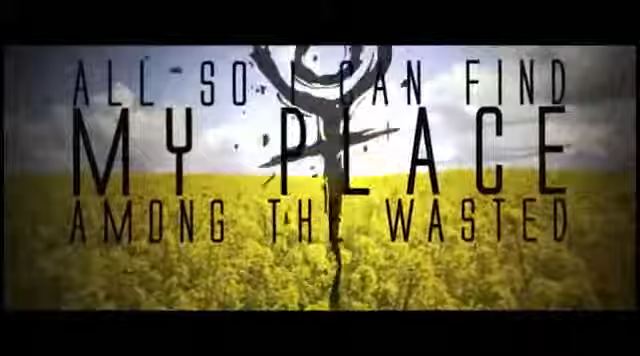 ALL SO I CAN FIND
MY PLACE
AMONG THE WASTED